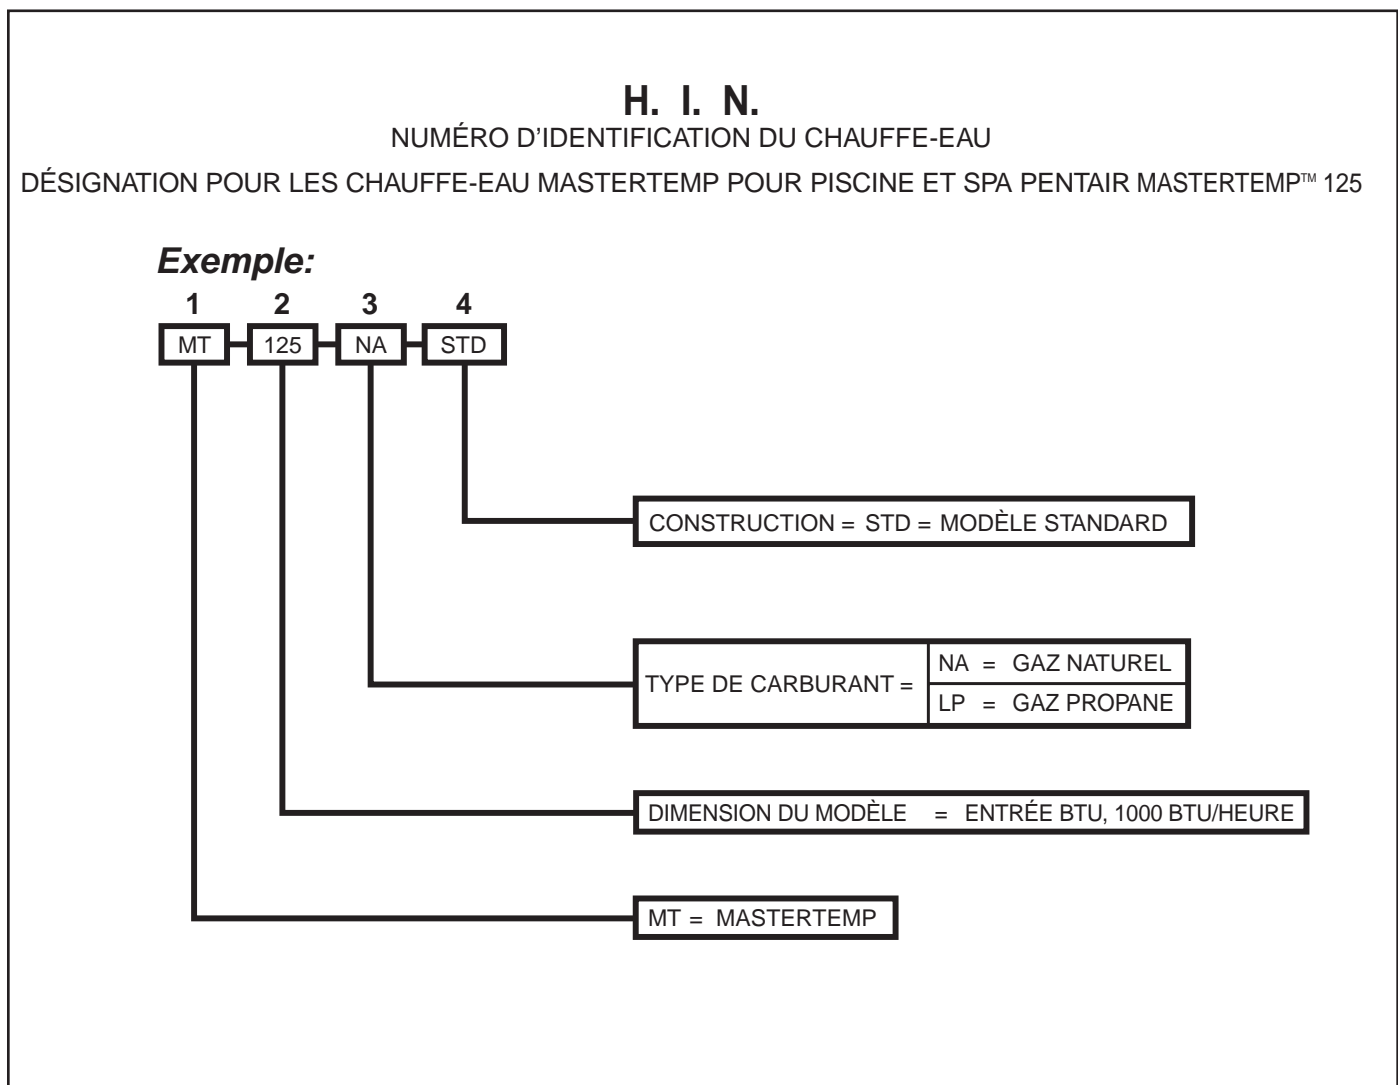 H. I. N.
NUMÉRO D'IDENTIFICATION DU CHAUFFE-EAU
DÉSIGNATION POUR LES CHAUFFE-EAU MASTERTEMP POUR PISCINE ET SPA PENTAIR MASTERTEMP™ 125
Exemple:
1 2 3 4
MT 125 NA STD
CONSTRUCTION = STD = MODÈLE STANDARD
TYPE DE CARBURANT =
NA = GAZ NATUREL
LP = GAZ PROPANE
DIMENSION DU MODÈLE = ENTRÉE BTU, 1000 BTU/HEURE
MT = MASTERTEMP